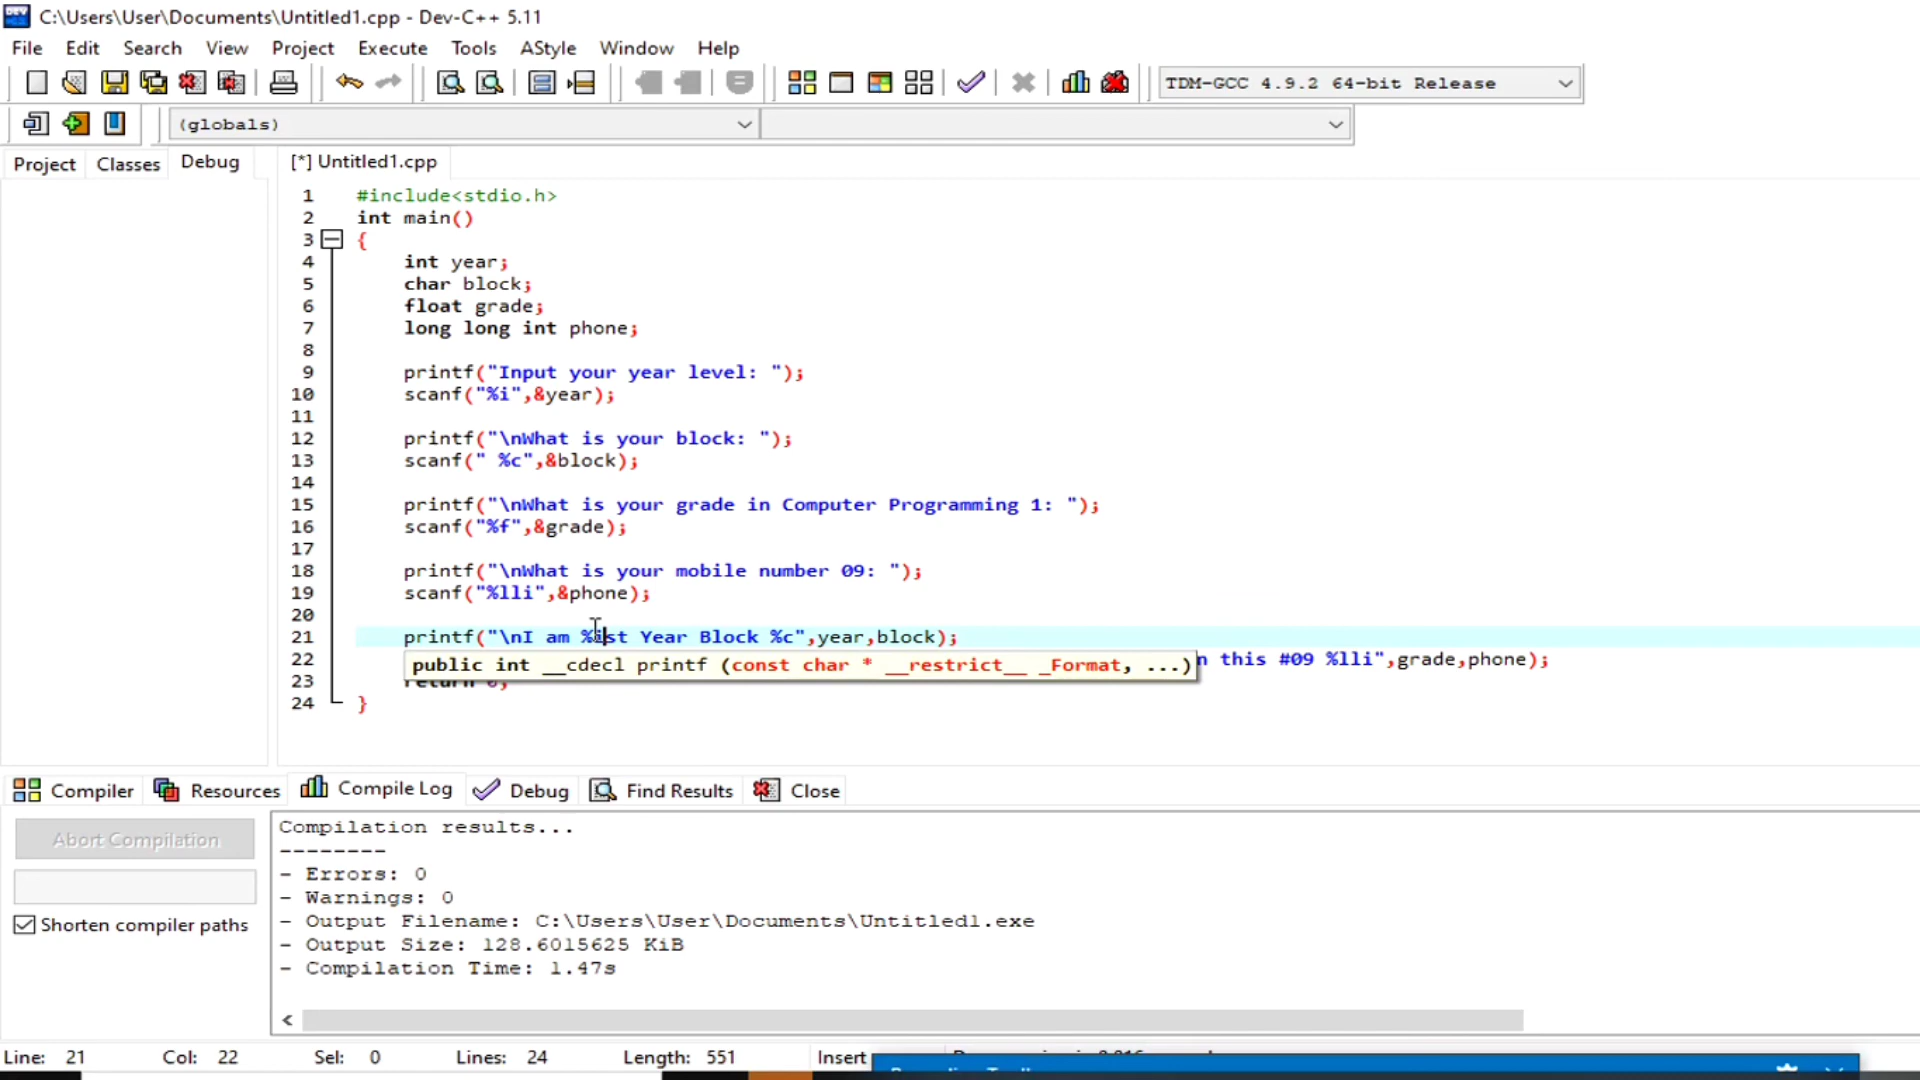 C:\Users\User\Documents\Untitled1.cpp - Dev-C++ 5.11
File Edit Search View Project Execute Tools AStyle Window Help
TDM-GCC 4.9.2 64-bit Release
(globals)
Project Classes Debug [*] Untitled1.cpp
1 #include<stdio.h>
2 int main()
3 {
4 int year;
5 char block;
6 float grade;
7 long long int phone;
8
9 printf("Input your year level: ");
10 scanf("%i",&year);
11
12 printf("\nWhat is your block: ");
13 scanf(" %c",&block);
14
15 printf("\nWhat is your grade in Computer Programming 1: ");
16 scanf("%f",&grade);
17
18 printf("\nWhat is your mobile number 09: ");
19 scanf("%lli",&phone);
20
21 printf("\nI am %ist Year Block %c",year,block);
22 public int __cdecl printf (const char * __restrict__ _Format, ...) n this #09 %lli",grade,phone);
23 return 0;
24 }
Compiler Resources Compile Log Debug Find Results Close
Abort Compilation
Shorten compiler paths
Compilation results...
--------
- Errors: 0
- Warnings: 0
- Output Filename: C:\Users\User\Documents\Untitled1.exe
- Output Size: 128.6015625 KiB
- Compilation Time: 1.47s
Line: 21 Col: 22 Sel: 0 Lines: 24 Length: 551 Insert